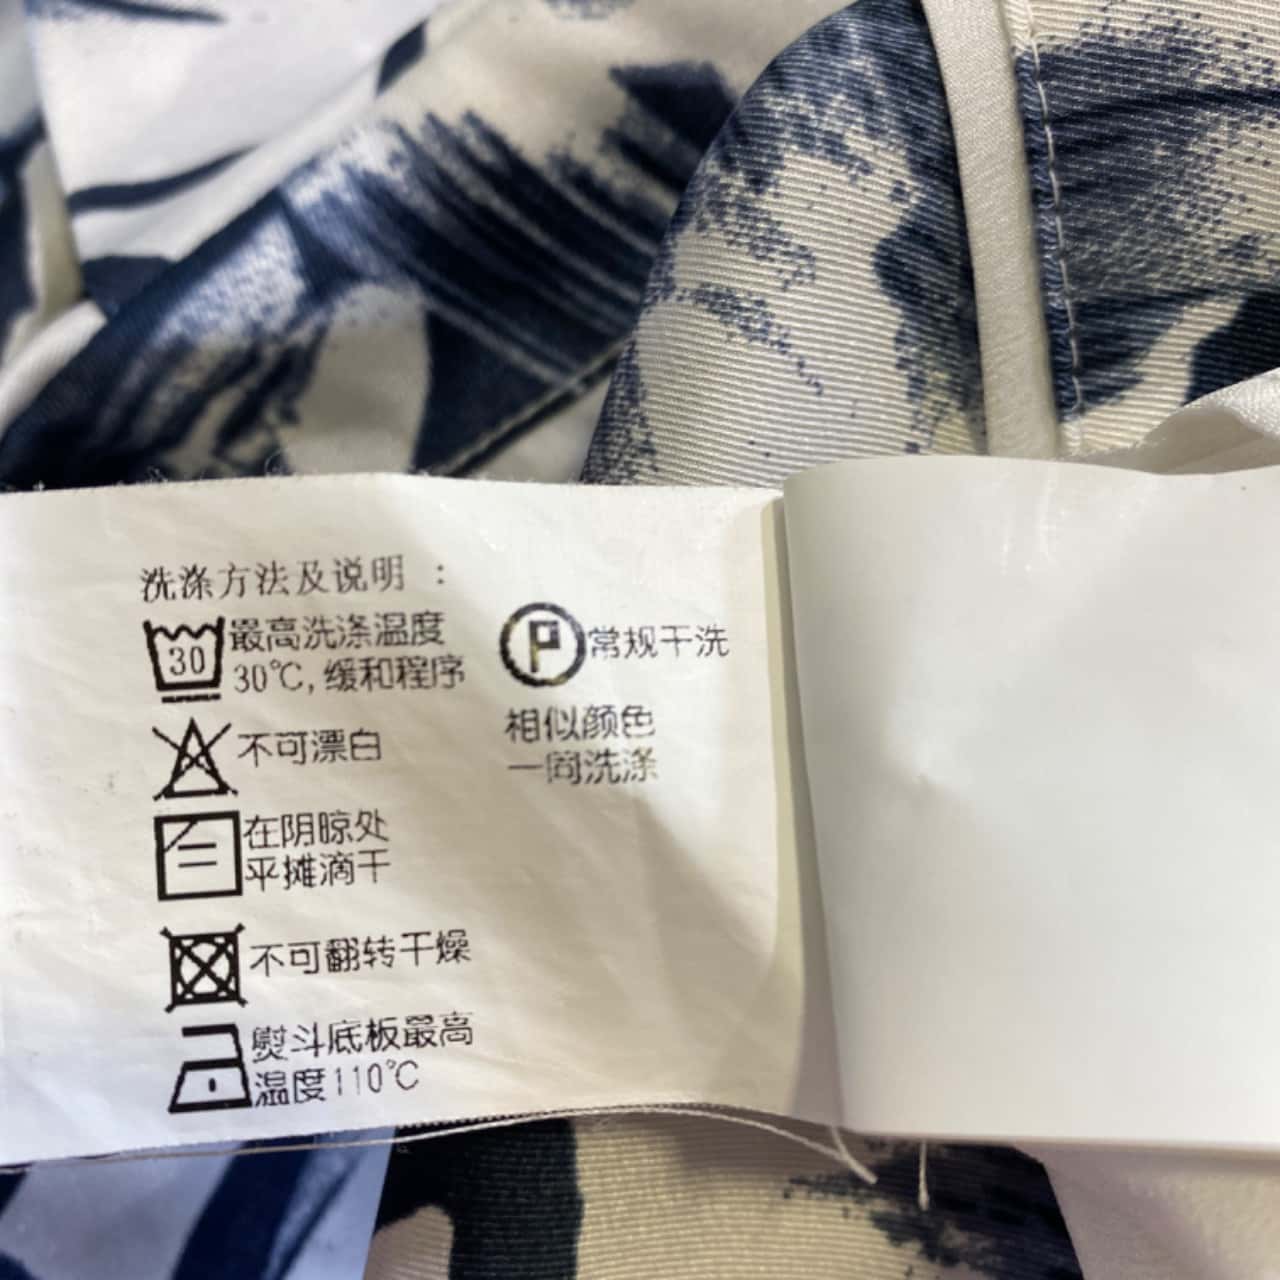 洗涤方法及说明：
30
最高洗涤温度
30℃,缓和程序
不可漂白
在阴晾处
平摊滴干
不可翻转干燥
熨斗底板最高
温度110℃
P
常规干洗
相似颜色
一同洗涤